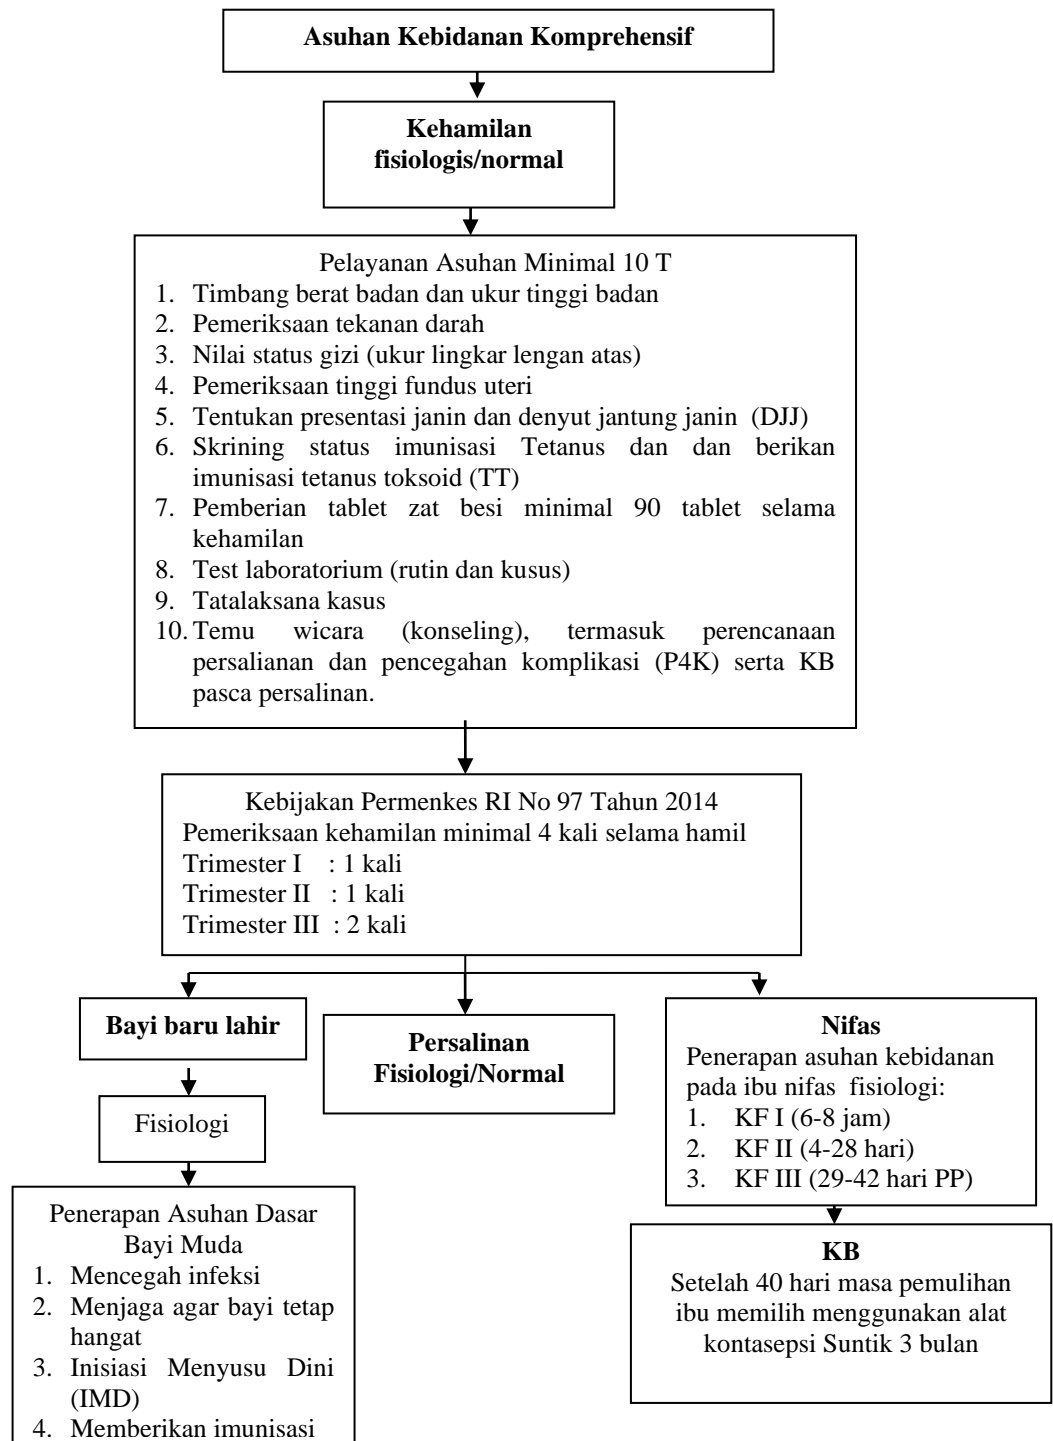 Asuhan Kebidanan Komprehensif
Kehamilan
fisiologis/normal
Pelayanan Asuhan Minimal 10 T
1. Timbang berat badan dan ukur tinggi badan
2. Pemeriksaan tekanan darah
3. Nilai status gizi (ukur lingkar lengan atas)
4. Pemeriksaan tinggi fundus uteri
5. Tentukan presentasi janin dan denyut jantung janin (DJJ)
6. Skrining status imunisasi Tetanus dan dan berikan
imunisasi tetanus toksoid (TT)
7. Pemberian tablet zat besi minimal 90 tablet selama
kehamilan
8. Test laboratorium (rutin dan kusus)
9. Tatalaksana kasus
10. Temu wicara (konseling), termasuk perencanaan
persalianan dan pencegahan komplikasi (P4K) serta KB
pasca persalinan.
Kebijakan Permenkes RI No 97 Tahun 2014
Pemeriksaan kehamilan minimal 4 kali selama hamil
Trimester I : 1 kali
Trimester II : 1 kali
Trimester III : 2 kali
Bayi baru lahir
Fisiologi
Penerapan Asuhan Dasar
Bayi Muda
1. Mencegah infeksi
2. Menjaga agar bayi tetap
hangat
3. Inisiasi Menyusu Dini
(IMD)
4. Memberikan imunisasi
Persalinan
Fisiologi/Normal
Nifas
Penerapan asuhan kebidanan
pada ibu nifas fisiologi:
1. KF I (6-8 jam)
2. KF II (4-28 hari)
3. KF III (29-42 hari PP)
KB
Setelah 40 hari masa pemulihan
ibu memilih menggunakan alat
kontasepsi Suntik 3 bulan